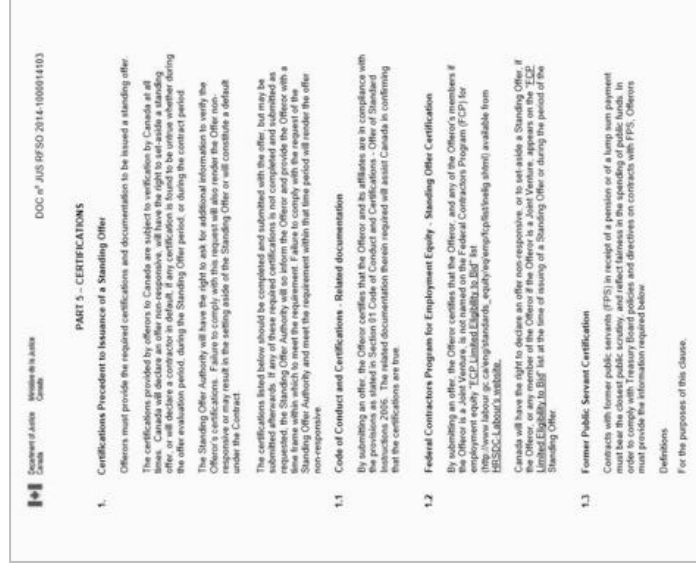 Department of Justice Canada
Ministère de la Justice Canada
DOC nº JUS RFSO 2014-1000014103
PART 5 – CERTIFICATIONS
1. Certifications Precedent to Issuance of a Standing Offer
Offerors must provide the required certifications and documentation to be issued a standing offer.
The certifications provided by offerors to Canada are subject to verification by Canada at all
times. Canada will declare an offer non-responsive, will have the right to set-aside a standing
offer, or will declare a contractor in default, if any certification is found to be untrue whether during
the offer evaluation period, during the Standing Offer period, or during the contract period.
The Standing Offer Authority will have the right to ask for additional information to verify the
Offeror's certifications. Failure to comply with this request will also render the Offer non-
responsive or may result in the setting aside of the Standing Offer or will constitute a default
under the Contract.
The certifications listed below should be completed and submitted with the offer, but may be
submitted afterwards. If any of these required certifications is not completed and submitted as
requested, the Standing Offer Authority will so inform the Offeror and provide the Offeror with a
time frame within which to meet the requirement. Failure to comply with the request of the
Standing Offer Authority and meet the requirement within that time period will render the offer
non-responsive.
1.1 Code of Conduct and Certifications - Related documentation
By submitting an offer, the Offeror certifies that the Offeror and its affiliates are in compliance with
the provisions as stated in Section 01 Code of Conduct and Certifications - Offer of Standard
Instructions 2006. The related documentation therein required will assist Canada in confirming
that the certifications are true.
1.2 Federal Contractors Program for Employment Equity - Standing Offer Certification
By submitting an offer, the Offeror certifies that the Offeror, and any of the Offeror's members if
the Offeror is a Joint Venture, is not named on the Federal Contractors Program (FCP) for
employment equity "FCP Limited Eligibility to Bid" list
(http://www.labour.gc.ca/eng/standards_equity/eq/emp/fcp/list/inelig.shtml) available from
HRSDC-Labour's website.
Canada will have the right to declare an offer non-responsive, or to set-aside a Standing Offer, if
the Offeror, or any member of the Offeror if the Offeror is a Joint Venture, appears on the "FCP
Limited Eligibility to Bid" list at the time of issuing of a Standing Offer or during the period of the
Standing Offer
1.3 Former Public Servant Certification
Contracts with former public servants (FPS) in receipt of a pension or of a lump sum payment
must bear the closest public scrutiny, and reflect fairness in the spending of public funds. In
order to comply with Treasury Board policies and directives on contracts with FPS, Offerors
must provide the information required below.
Definitions
For the purposes of this clause,